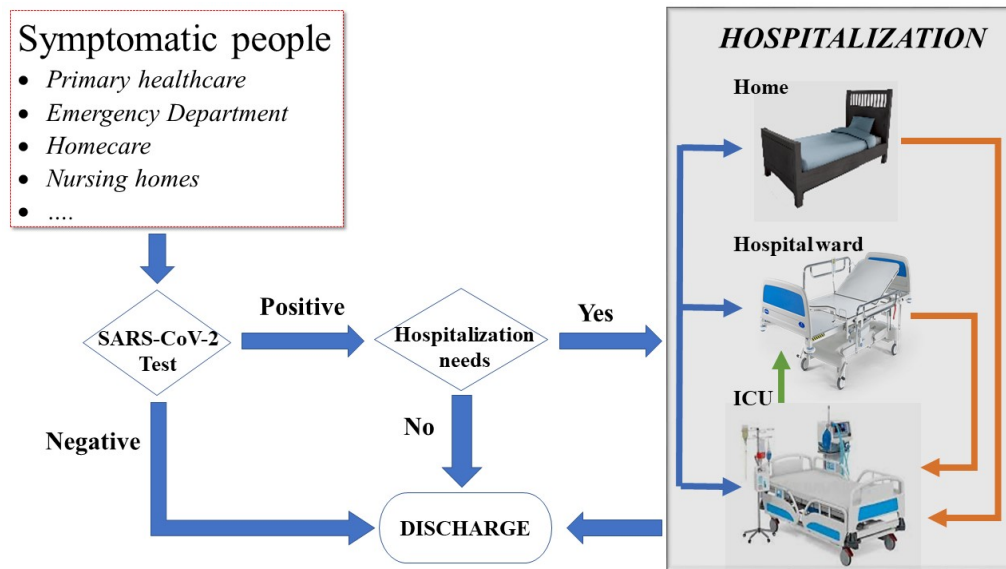 Symptomatic people
• Primary healthcare
• Emergency Department
• Homecare
• Nursing homes
• ....
SARS-CoV-2
Test
Positive
Negative
Hospitalization
needs
Yes
No
DISCHARGE
HOSPITALIZATION
Home
Hospital ward
ICU